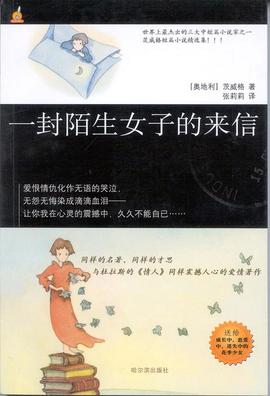 世界上最杰出的三大中短篇小说家之一
茨威格短篇小说精选集!!!
[奥地利] 茨威格 著
张莉莉 译
一封陌生女子的来信
爱恨情仇化作无语的哭泣,
无怨无悔染成滴滴血泪——
让你我在心灵的震撼中,久久不能自已……
同样的名著、同样的才思
与杜拉斯的《情人》同样震撼人心的爱情著作
送给
成长中、恋爱
中、迷失中的
花季少女
哈尔滨出版社